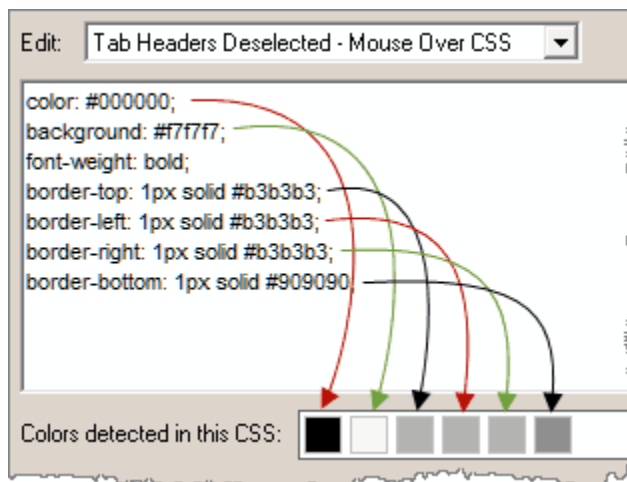 Edit: Tab Headers Deselected - Mouse Over CSS
color: #000000;
background: #f7f7f7;
font-weight: bold;
border-top: 1px solid #b3b3b3;
border-left: 1px solid #b3b3b3;
border-right: 1px solid #b3b3b3;
border-bottom: 1px solid #909090;
Colors detected in this CSS: